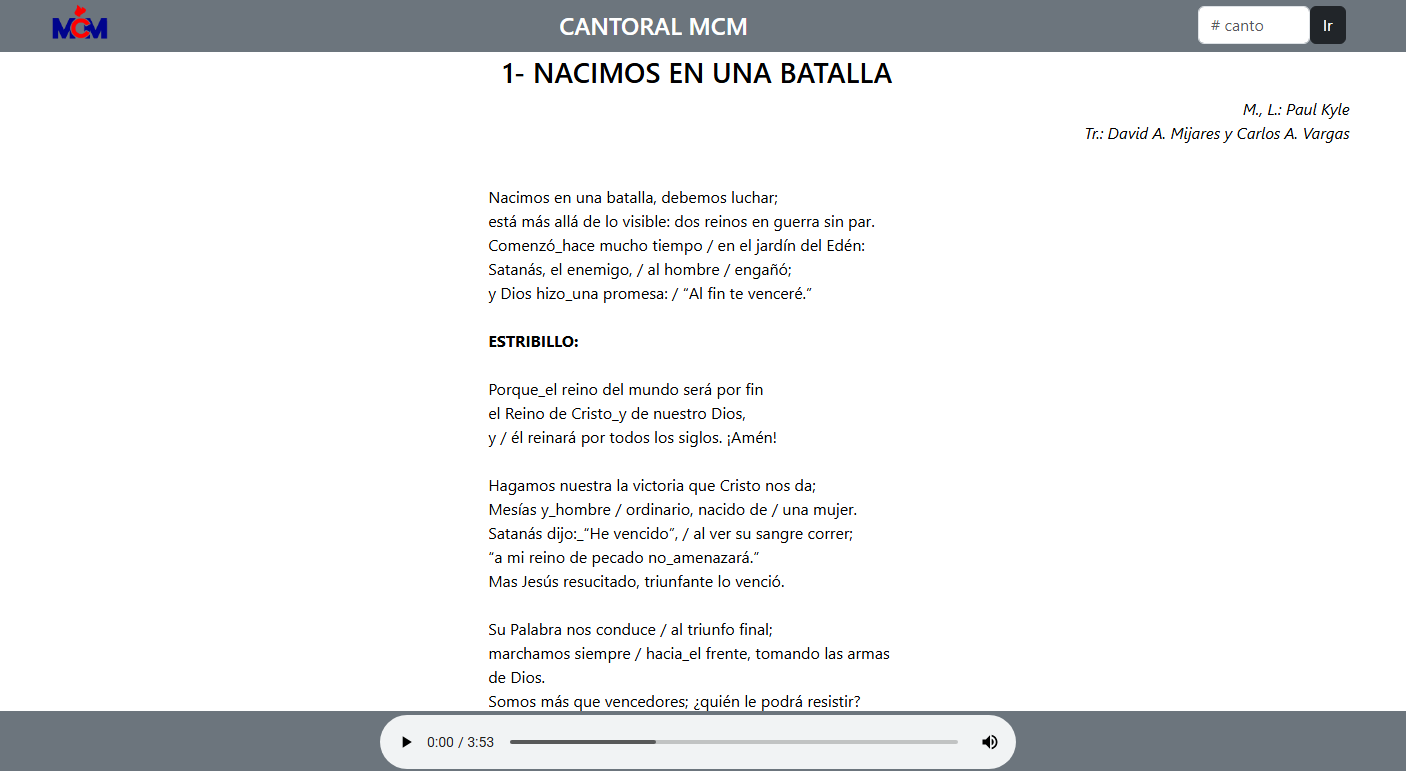 MCM
CANTORAL MCM
# canto
Ir
1- NACIMOS EN UNA BATALLA
M., L.: Paul Kyle
Tr.: David A. Mijares y Carlos A. Vargas
Nacimos en una batalla, debemos luchar;
está más allá de lo visible: dos reinos en guerra sin par.
Comenzó_hace mucho tiempo / en el jardín del Edén:
Satanás, el enemigo, / al hombre / engañó;
y Dios hizo_una promesa: / “Al fin te venceré.”
ESTRIBILLO:
Porque_el reino del mundo será por fin
el Reino de Cristo_y de nuestro Dios,
y / él reinará por todos los siglos. ¡Amén!
Hagamos nuestra la victoria que Cristo nos da;
Mesías y_hombre / ordinario, nacido de / una mujer.
Satanás dijo:_“He vencido”, / al ver su sangre correr;
“a mi reino de pecado no_amenazará.”
Mas Jesús resucitado, triunfante lo venció.
Su Palabra nos conduce / al triunfo final;
marchamos siempre / hacia_el frente, tomando las armas
de Dios.
Somos más que vencedores; ¿quién le podrá resistir?
0:00 / 3:53